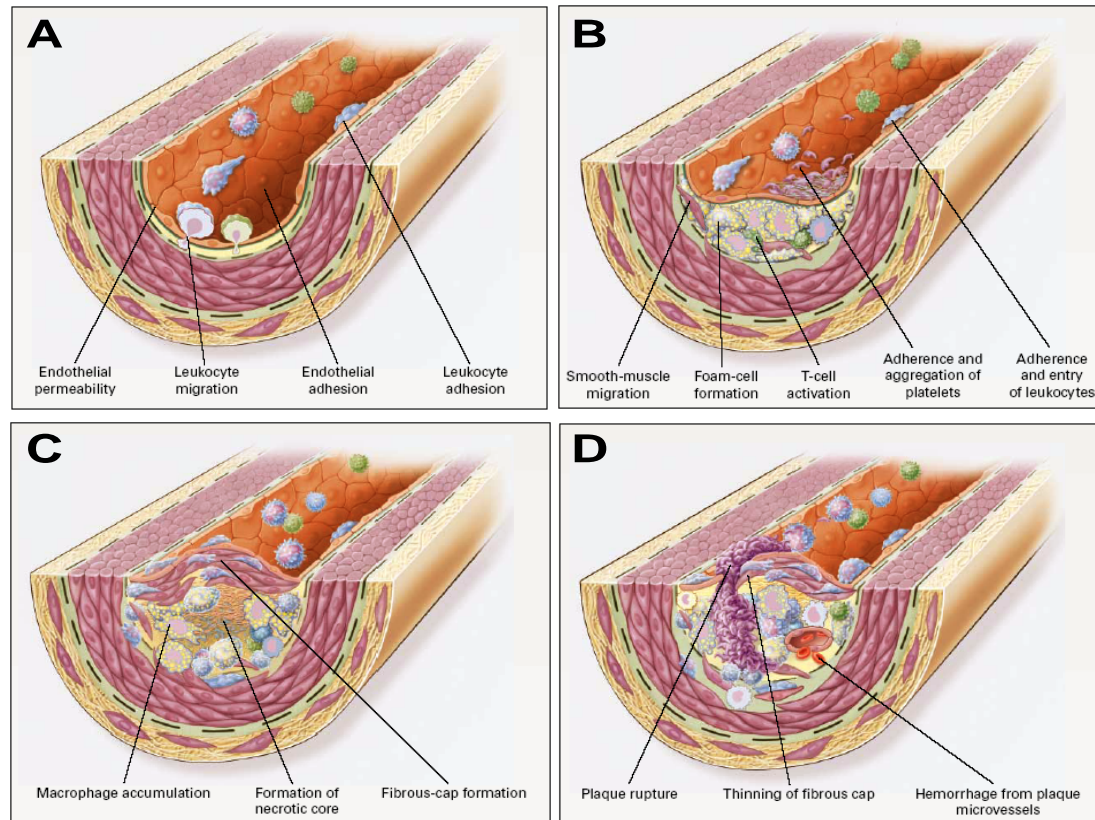 A
Endothelial
permeability
Leukocyte
migration
Endothelial
adhesion
Leukocyte
adhesion
B
Smooth-muscle
migration
Foam-cell
formation
T-cell
activation
Adherence and
aggregation of
platelets
Adherence
and entry
of leukocytes
C
Macrophage accumulation
Formation of
necrotic core
Fibrous-cap formation
D
Plaque rupture
Thinning of fibrous cap
Hemorrhage from plaque
microvessels